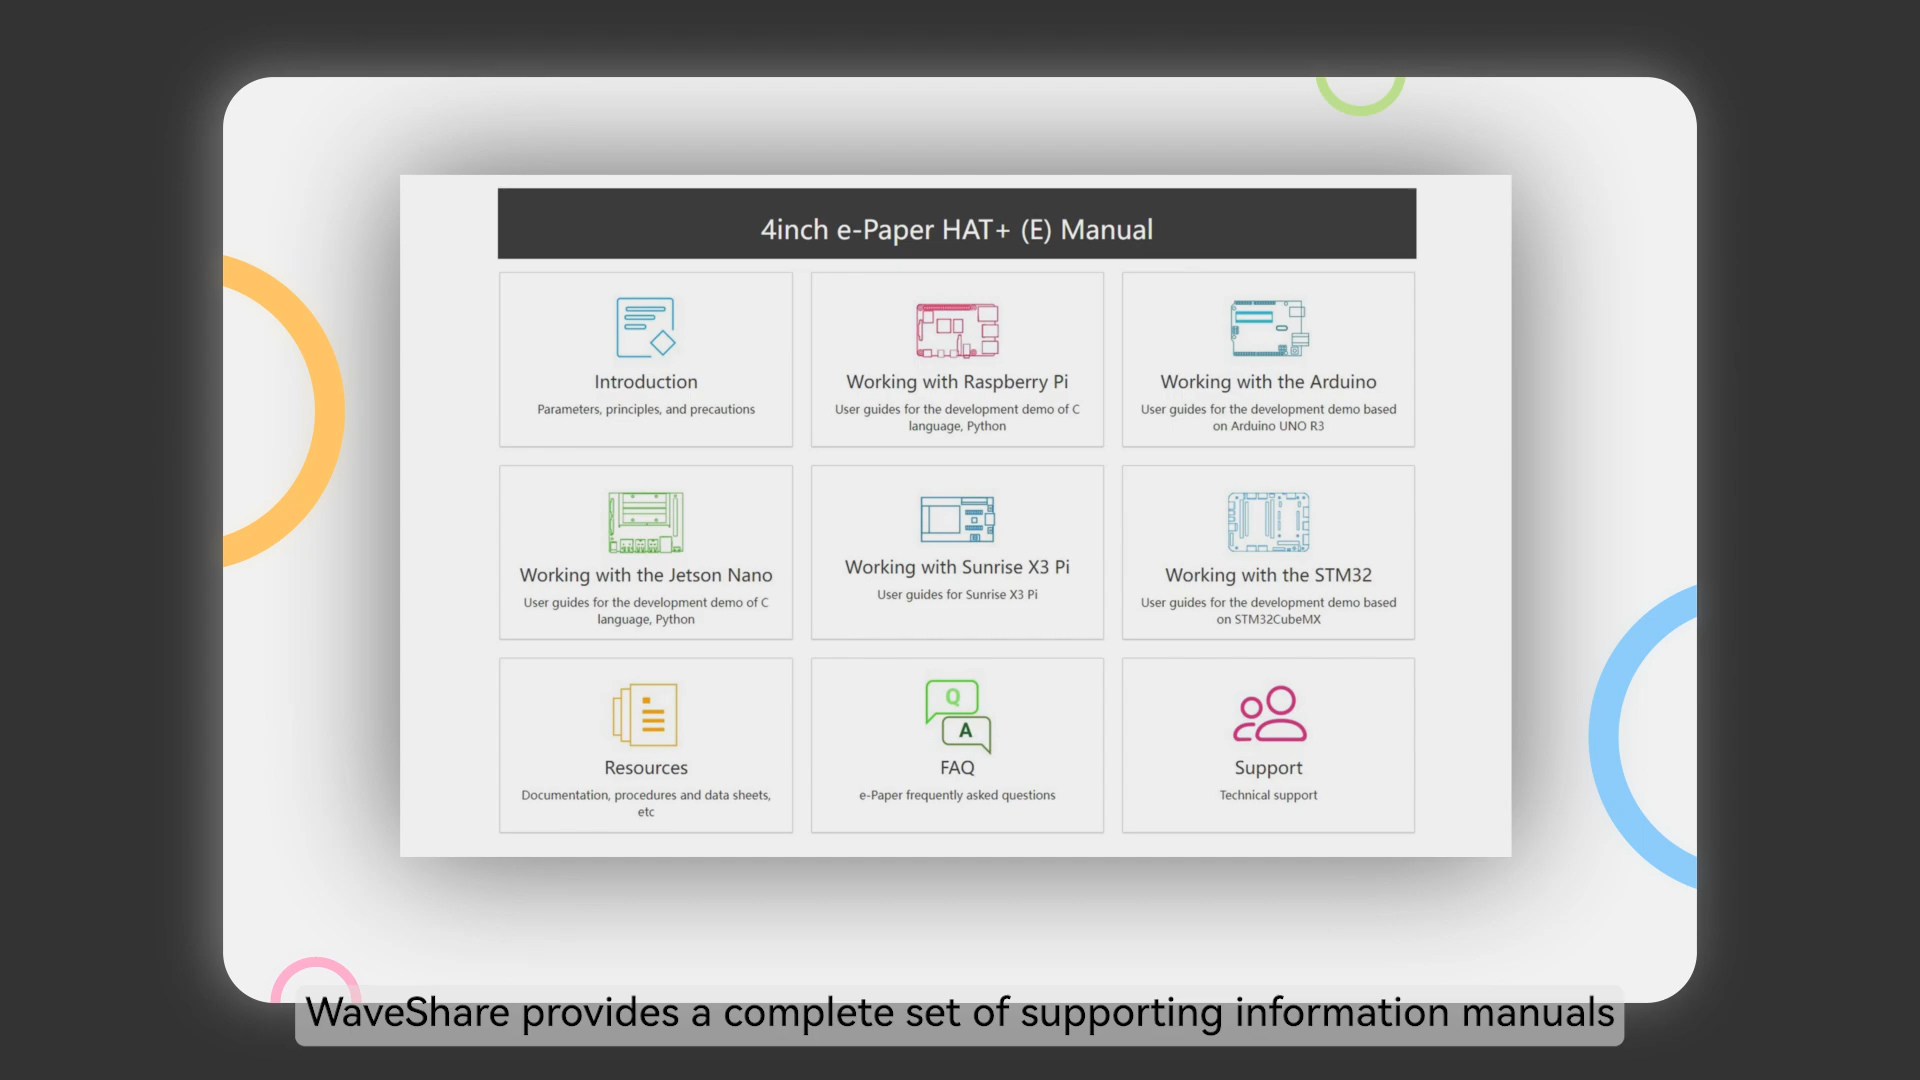 4inch e-Paper HAT+ (E) Manual
Introduction
Parameters, principles, and precautions
Working with Raspberry Pi
User guides for the development demo of C
language, Python
Working with the Arduino
User guides for the development demo based
on Arduino UNO R3
Working with the Jetson Nano
User guides for the development demo of C
language, Python
Working with Sunrise X3 Pi
User guides for Sunrise X3 Pi
Working with the STM32
User guides for the development demo based
on STM32CubeMX
Resources
Documentation, procedures and data sheets,
etc
Q
A
FAQ
e-Paper frequently asked questions
Support
Technical support
WaveShare provides a complete set of supporting information manuals